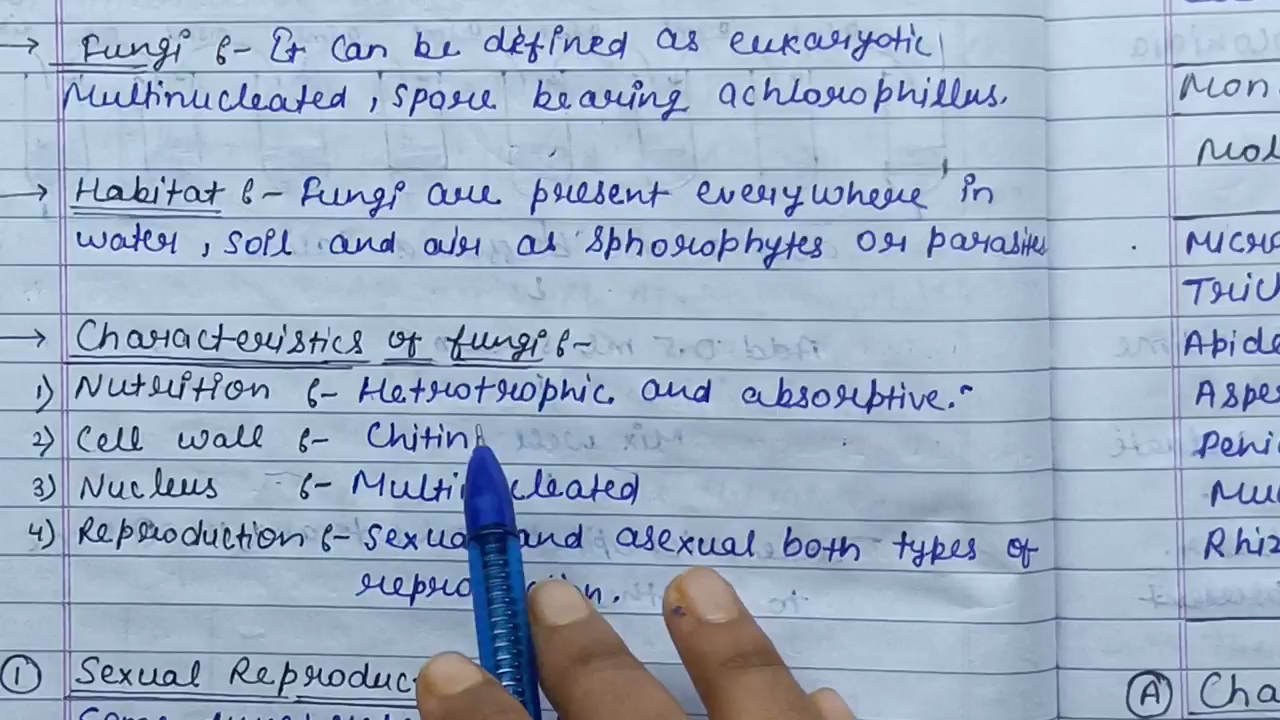 → Fungi :- It can be defined as eukaryotic
Multinucleated, spore bearing achlorophillus.
→ Habitat :- Fungi are present everywhere in
water, soil and air as sphorophytes or parasites
→ Characteristics of fungi :-
1) Nutrition :- Hetrotrophic and absorptive.
2) Cell wall :- Chitin
3) Nucleus :- Multi cleated
4) Reproduction :- Sexua and asexual both types of
repro n.
① Sexual Reproduc
Mon
Mol
Micro
Tric
Abide
Asper
Peni
Mu
Rhiz
Ⓐ Cha